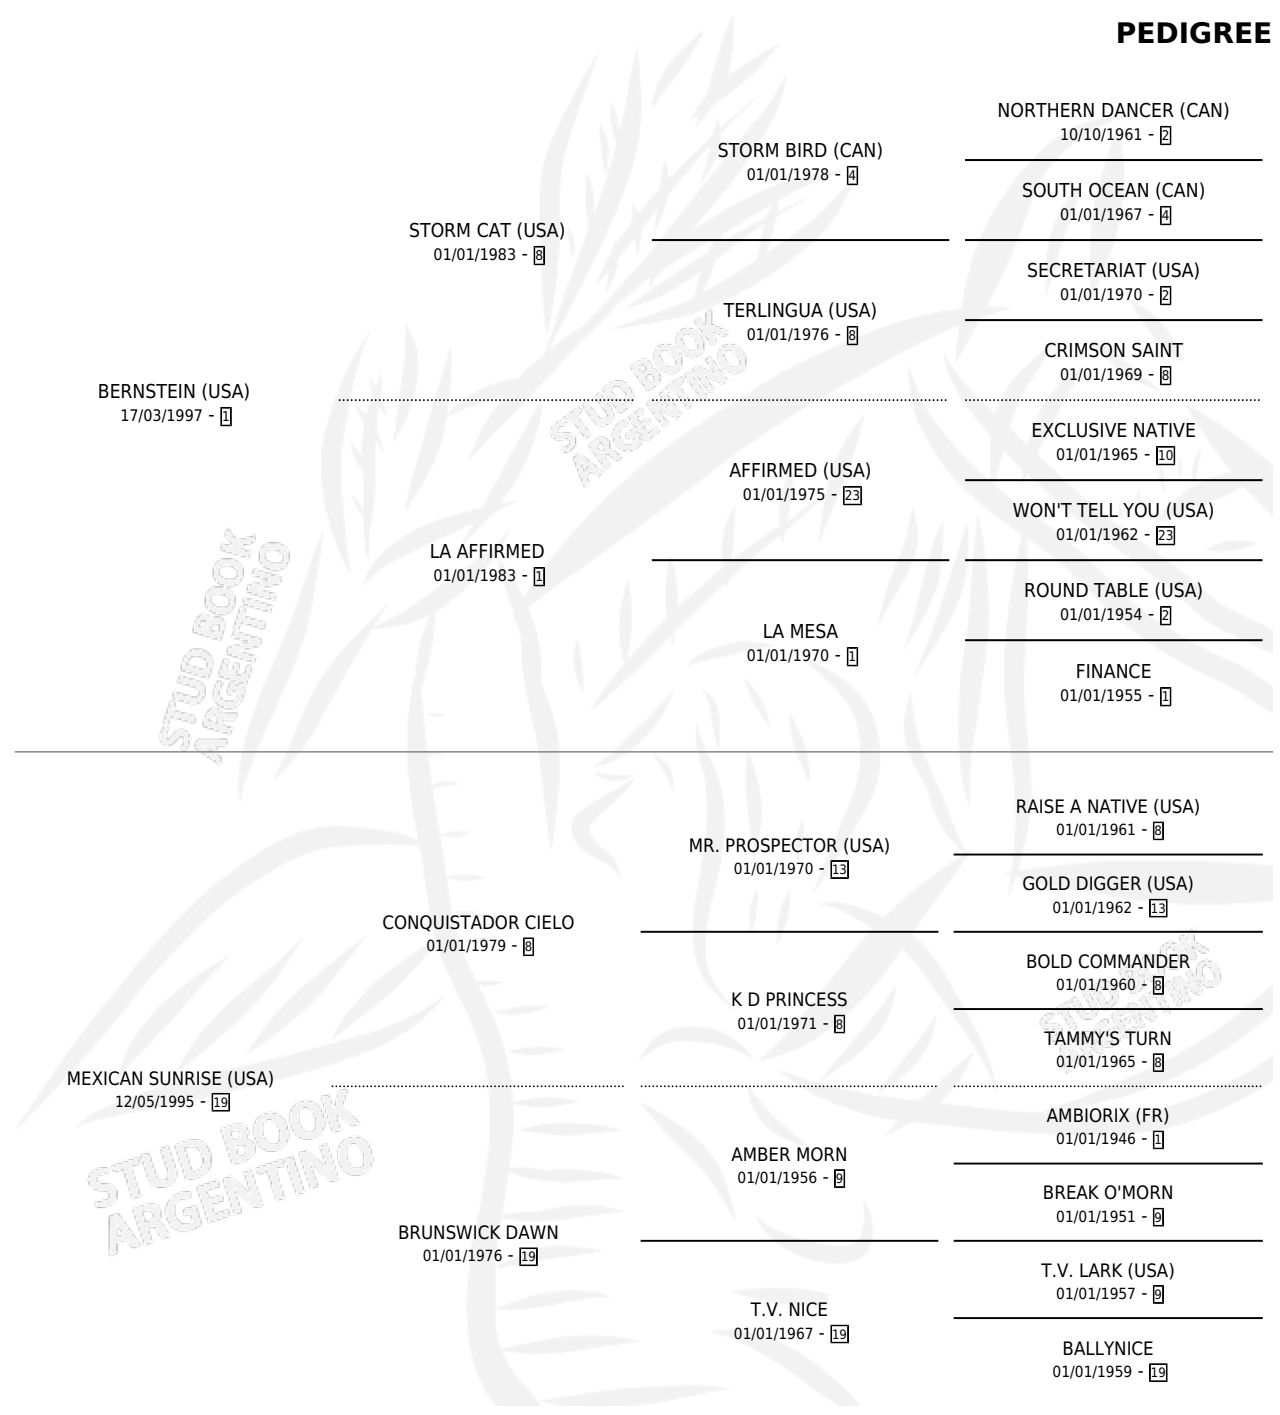 PEDIGREE
NORTHERN DANCER (CAN)
10/10/1961 - 2
STORM BIRD (CAN)
01/01/1978 - 4
SOUTH OCEAN (CAN)
01/01/1967 - 4
STORM CAT (USA)
01/01/1983 - 8
SECRETARIAT (USA)
01/01/1970 - 2
TERLINGUA (USA)
01/01/1976 - 8
CRIMSON SAINT
01/01/1969 - 8
BERNSTEIN (USA)
17/03/1997 - 1
EXCLUSIVE NATIVE
01/01/1965 - 10
AFFIRMED (USA)
01/01/1975 - 23
WON'T TELL YOU (USA)
01/01/1962 - 23
LA AFFIRMED
01/01/1983 - 1
ROUND TABLE (USA)
01/01/1954 - 2
LA MESA
01/01/1970 - 1
FINANCE
01/01/1955 - 1
RAISE A NATIVE (USA)
01/01/1961 - 8
MR. PROSPECTOR (USA)
01/01/1970 - 13
GOLD DIGGER (USA)
01/01/1962 - 13
CONQUISTADOR CIELO
01/01/1979 - 8
BOLD COMMANDER
01/01/1960 - 8
K D PRINCESS
01/01/1971 - 8
TAMMY'S TURN
01/01/1965 - 8
MEXICAN SUNRISE (USA)
12/05/1995 - 19
AMBIORIX (FR)
01/01/1946 - 1
AMBER MORN
01/01/1956 - 9
BREAK O'MORN
01/01/1951 - 9
BRUNSWICK DAWN
01/01/1976 - 19
T.V. LARK (USA)
01/01/1957 - 9
T.V. NICE
01/01/1967 - 19
BALLYNICE
01/01/1959 - 19
STUD BOOK
ARGENTINO
STUD BOOK
ARGENTINO
STUD BOOK
ARGENTINO
STUD BOOK
ARGENTINO